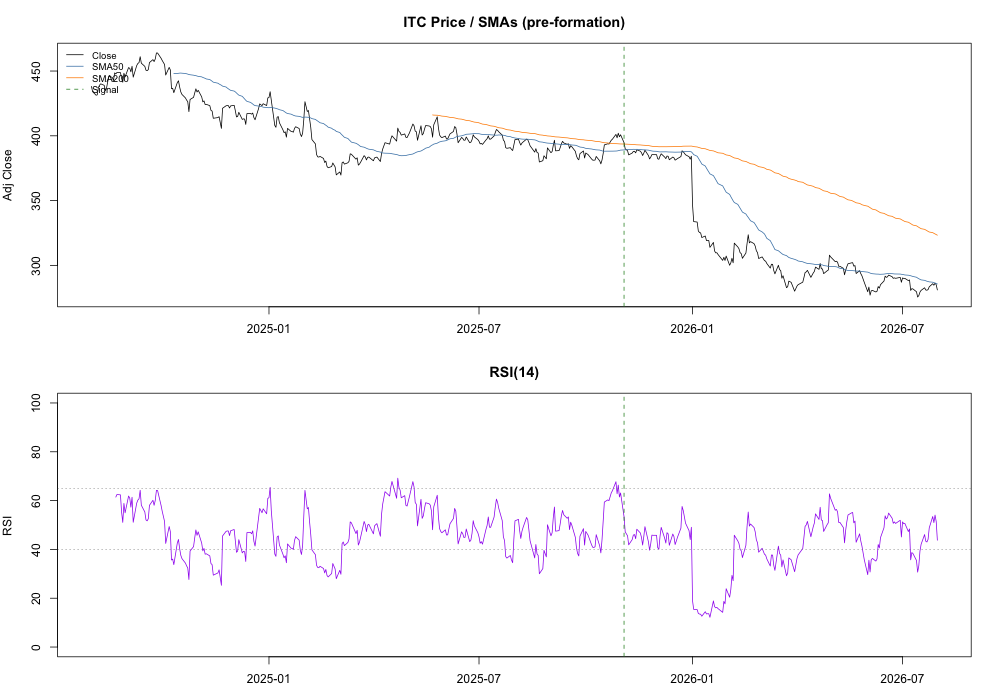 ITC Price / SMAs (pre-formation)
Close
SMA50
SMA200
Signal
Adj Close
450
400
350
300
2025-01
2025-07
2026-01
2026-07
RSI(14)
RSI
100
80
60
40
20
0
2025-01
2025-07
2026-01
2026-07